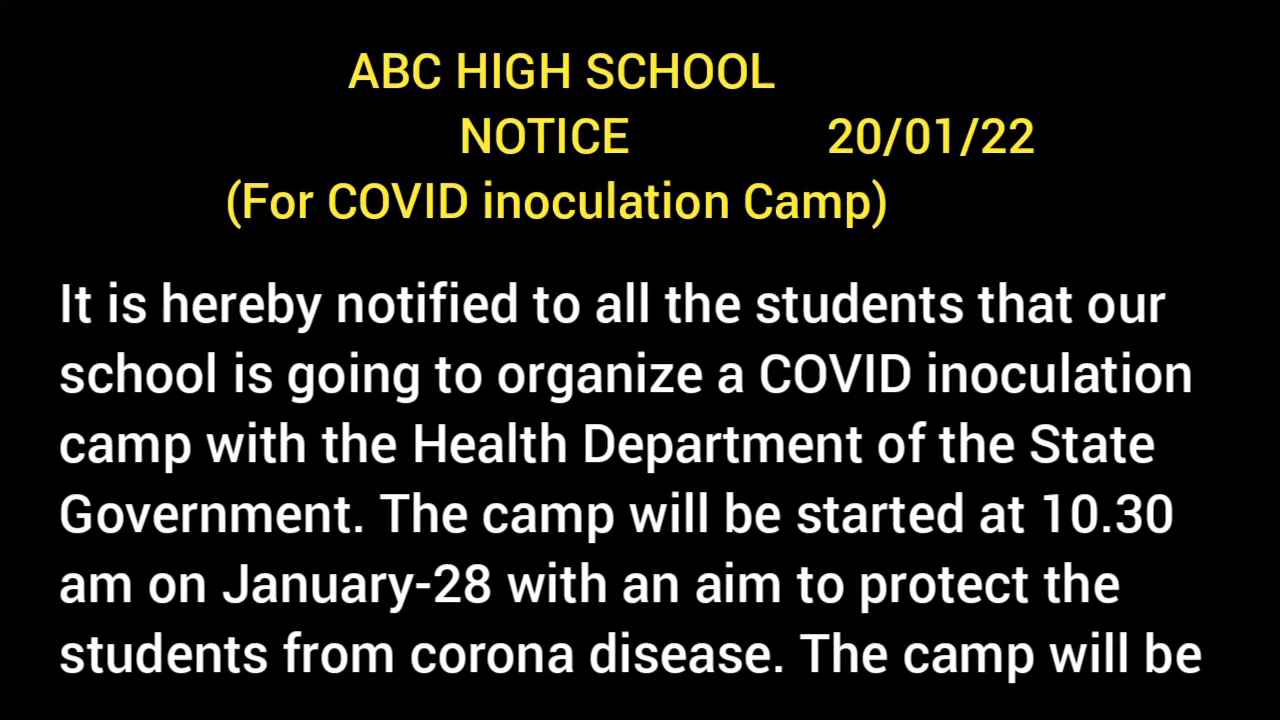 ABC HIGH SCHOOL
NOTICE 20/01/22
(For COVID inoculation Camp)
It is hereby notified to all the students that our
school is going to organize a COVID inoculation
camp with the Health Department of the State
Government. The camp will be started at 10.30
am on January-28 with an aim to protect the
students from corona disease. The camp will be